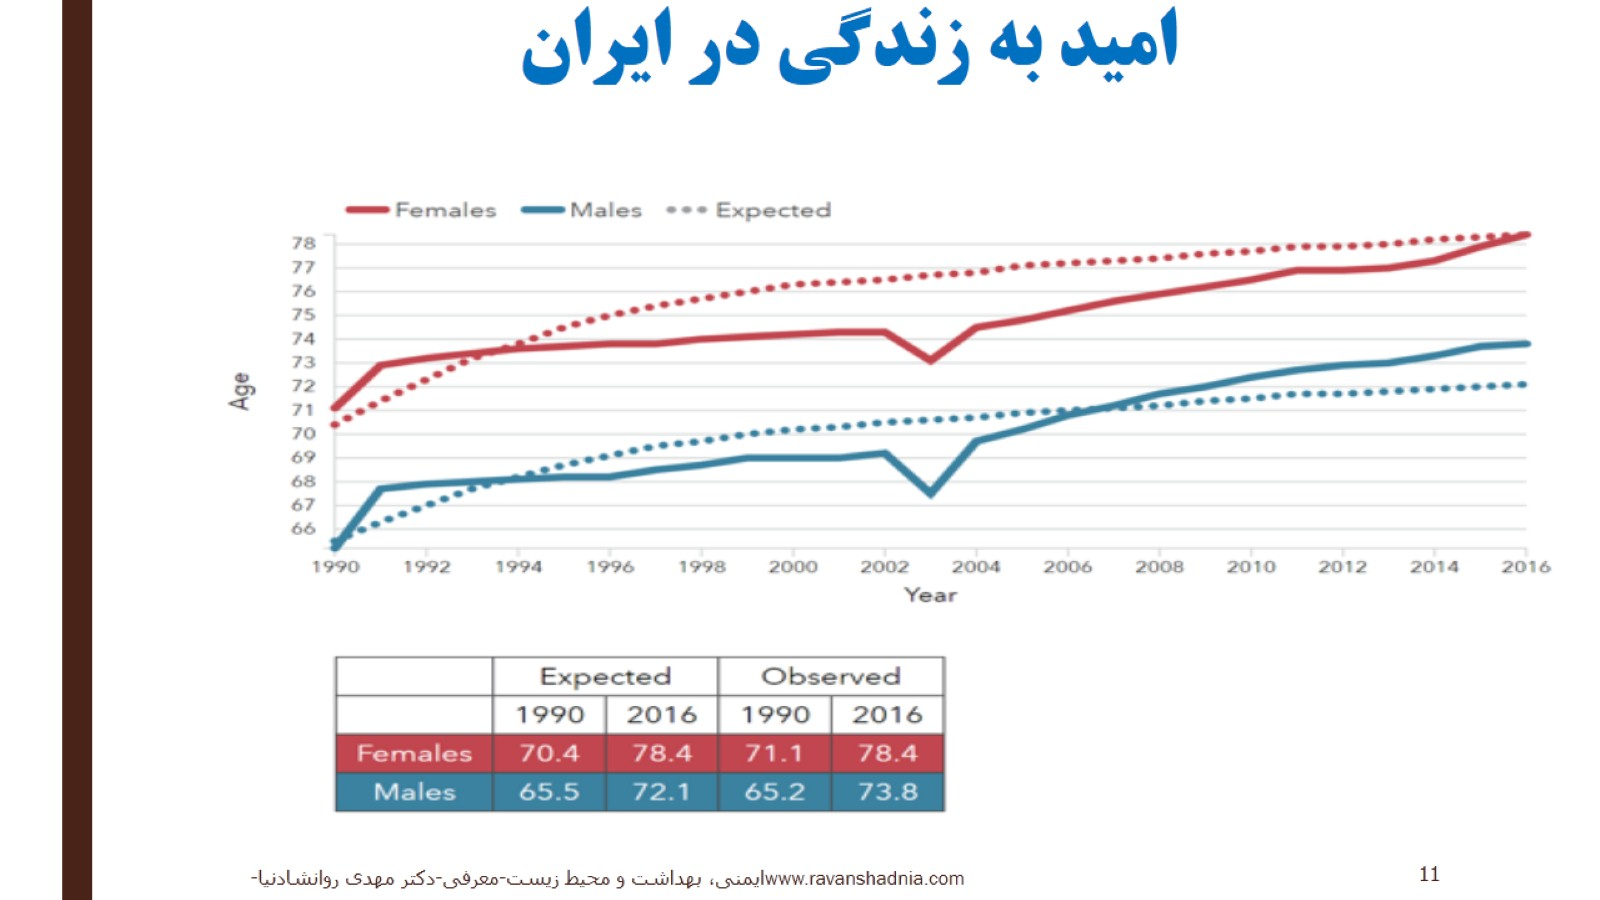 امید به زندگی در ایران
Females Males Expected
78
77
76
75
74
73
72
71
70
69
68
67
66
Age
1990 1992 1994 1996 1998 2000 2002 2004 2006 2008 2010 2012 2014 2016
Year
Expected Observed
1990 2016 1990 2016
Females 70.4 78.4 71.1 78.4
Males 65.5 72.1 65.2 73.8
ایمنی، بهداشت و محیط زیست-معرفی-دکتر مهدی روانشادنیا-www.ravanshadnia.com
11